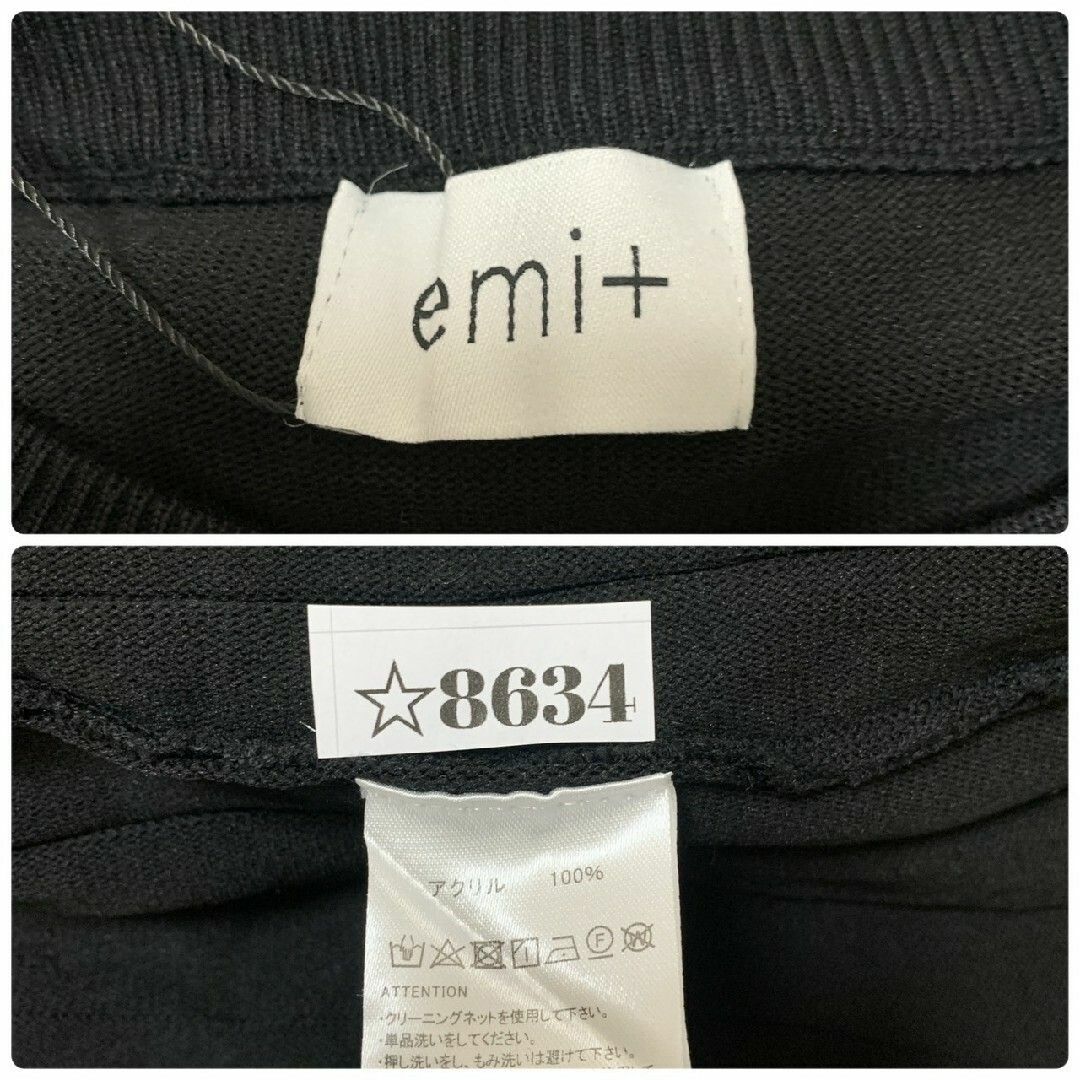 emi+
☆8634
アクリル 100%
F W
ATTENTION
・クリーニングネットを使用して下さい。
・単品洗いをしてください。
・押し洗いをし、もみ洗いは避けて下さい。